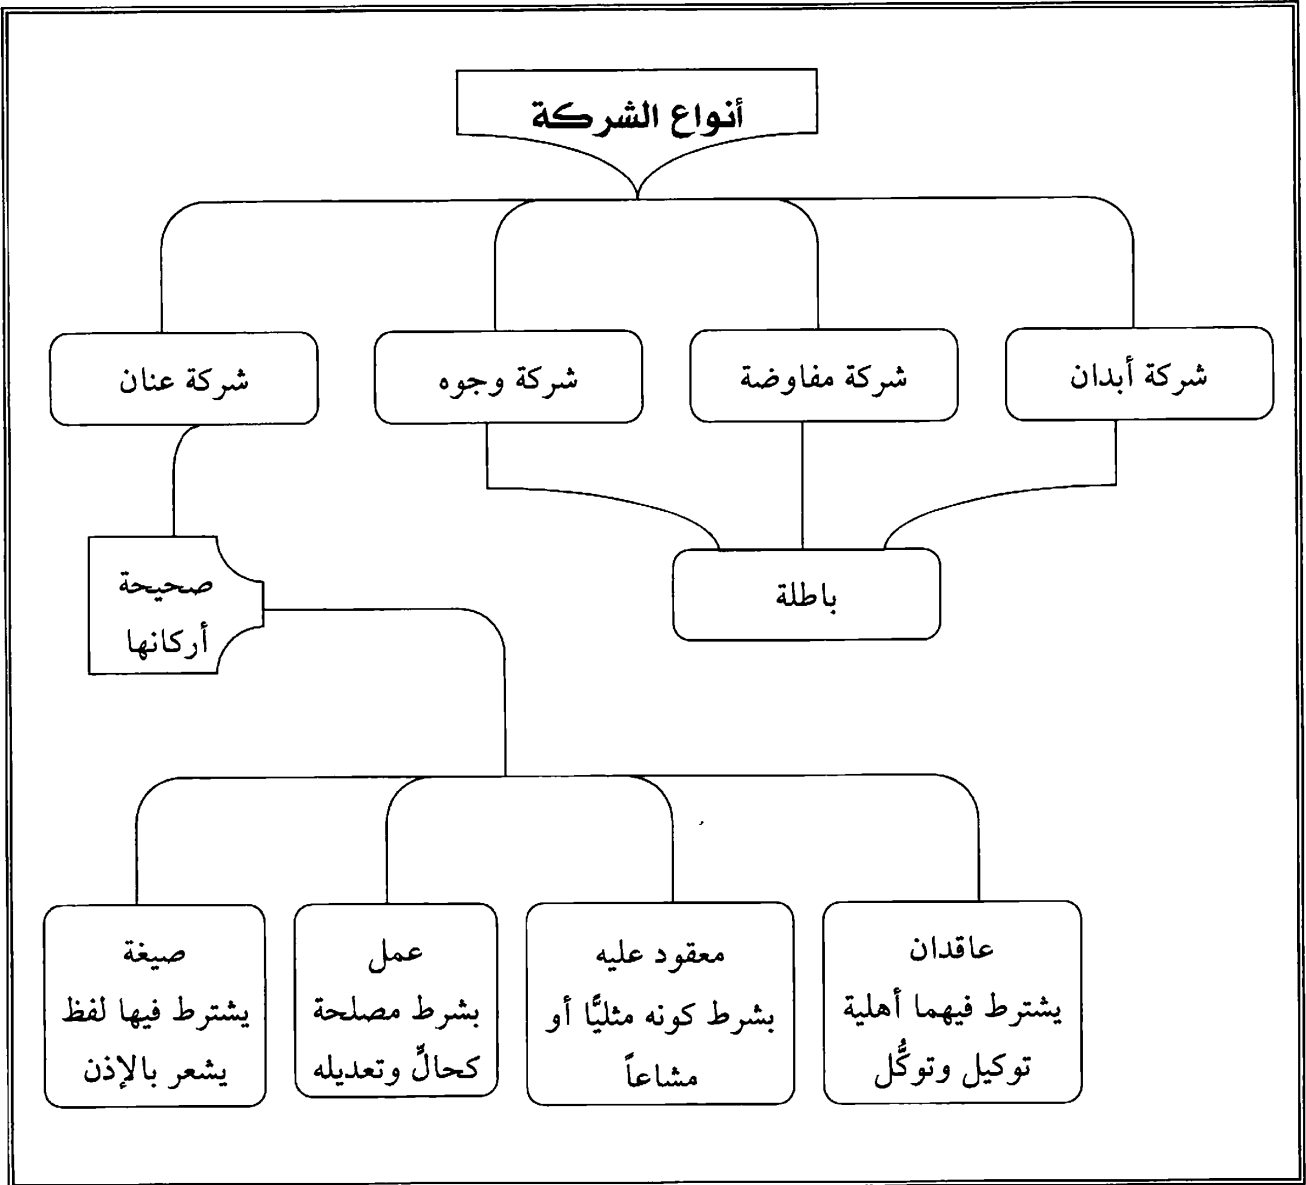 أنواع الشركة
شركة أبدان
شركة مفاوضة
شركة وجوه
شركة عنان
باطلة
صحيحة
أركانها
عاقدان
يشترط فيهما أهلية
توكيل وتوكُّل
معقود عليه
بشرط كونه مثليًّا أو
مشاعاً
عمل
بشرط مصلحة
كحالٍّ وتعديله
صيغة
يشترط فيها لفظ
يشعر بالإذن